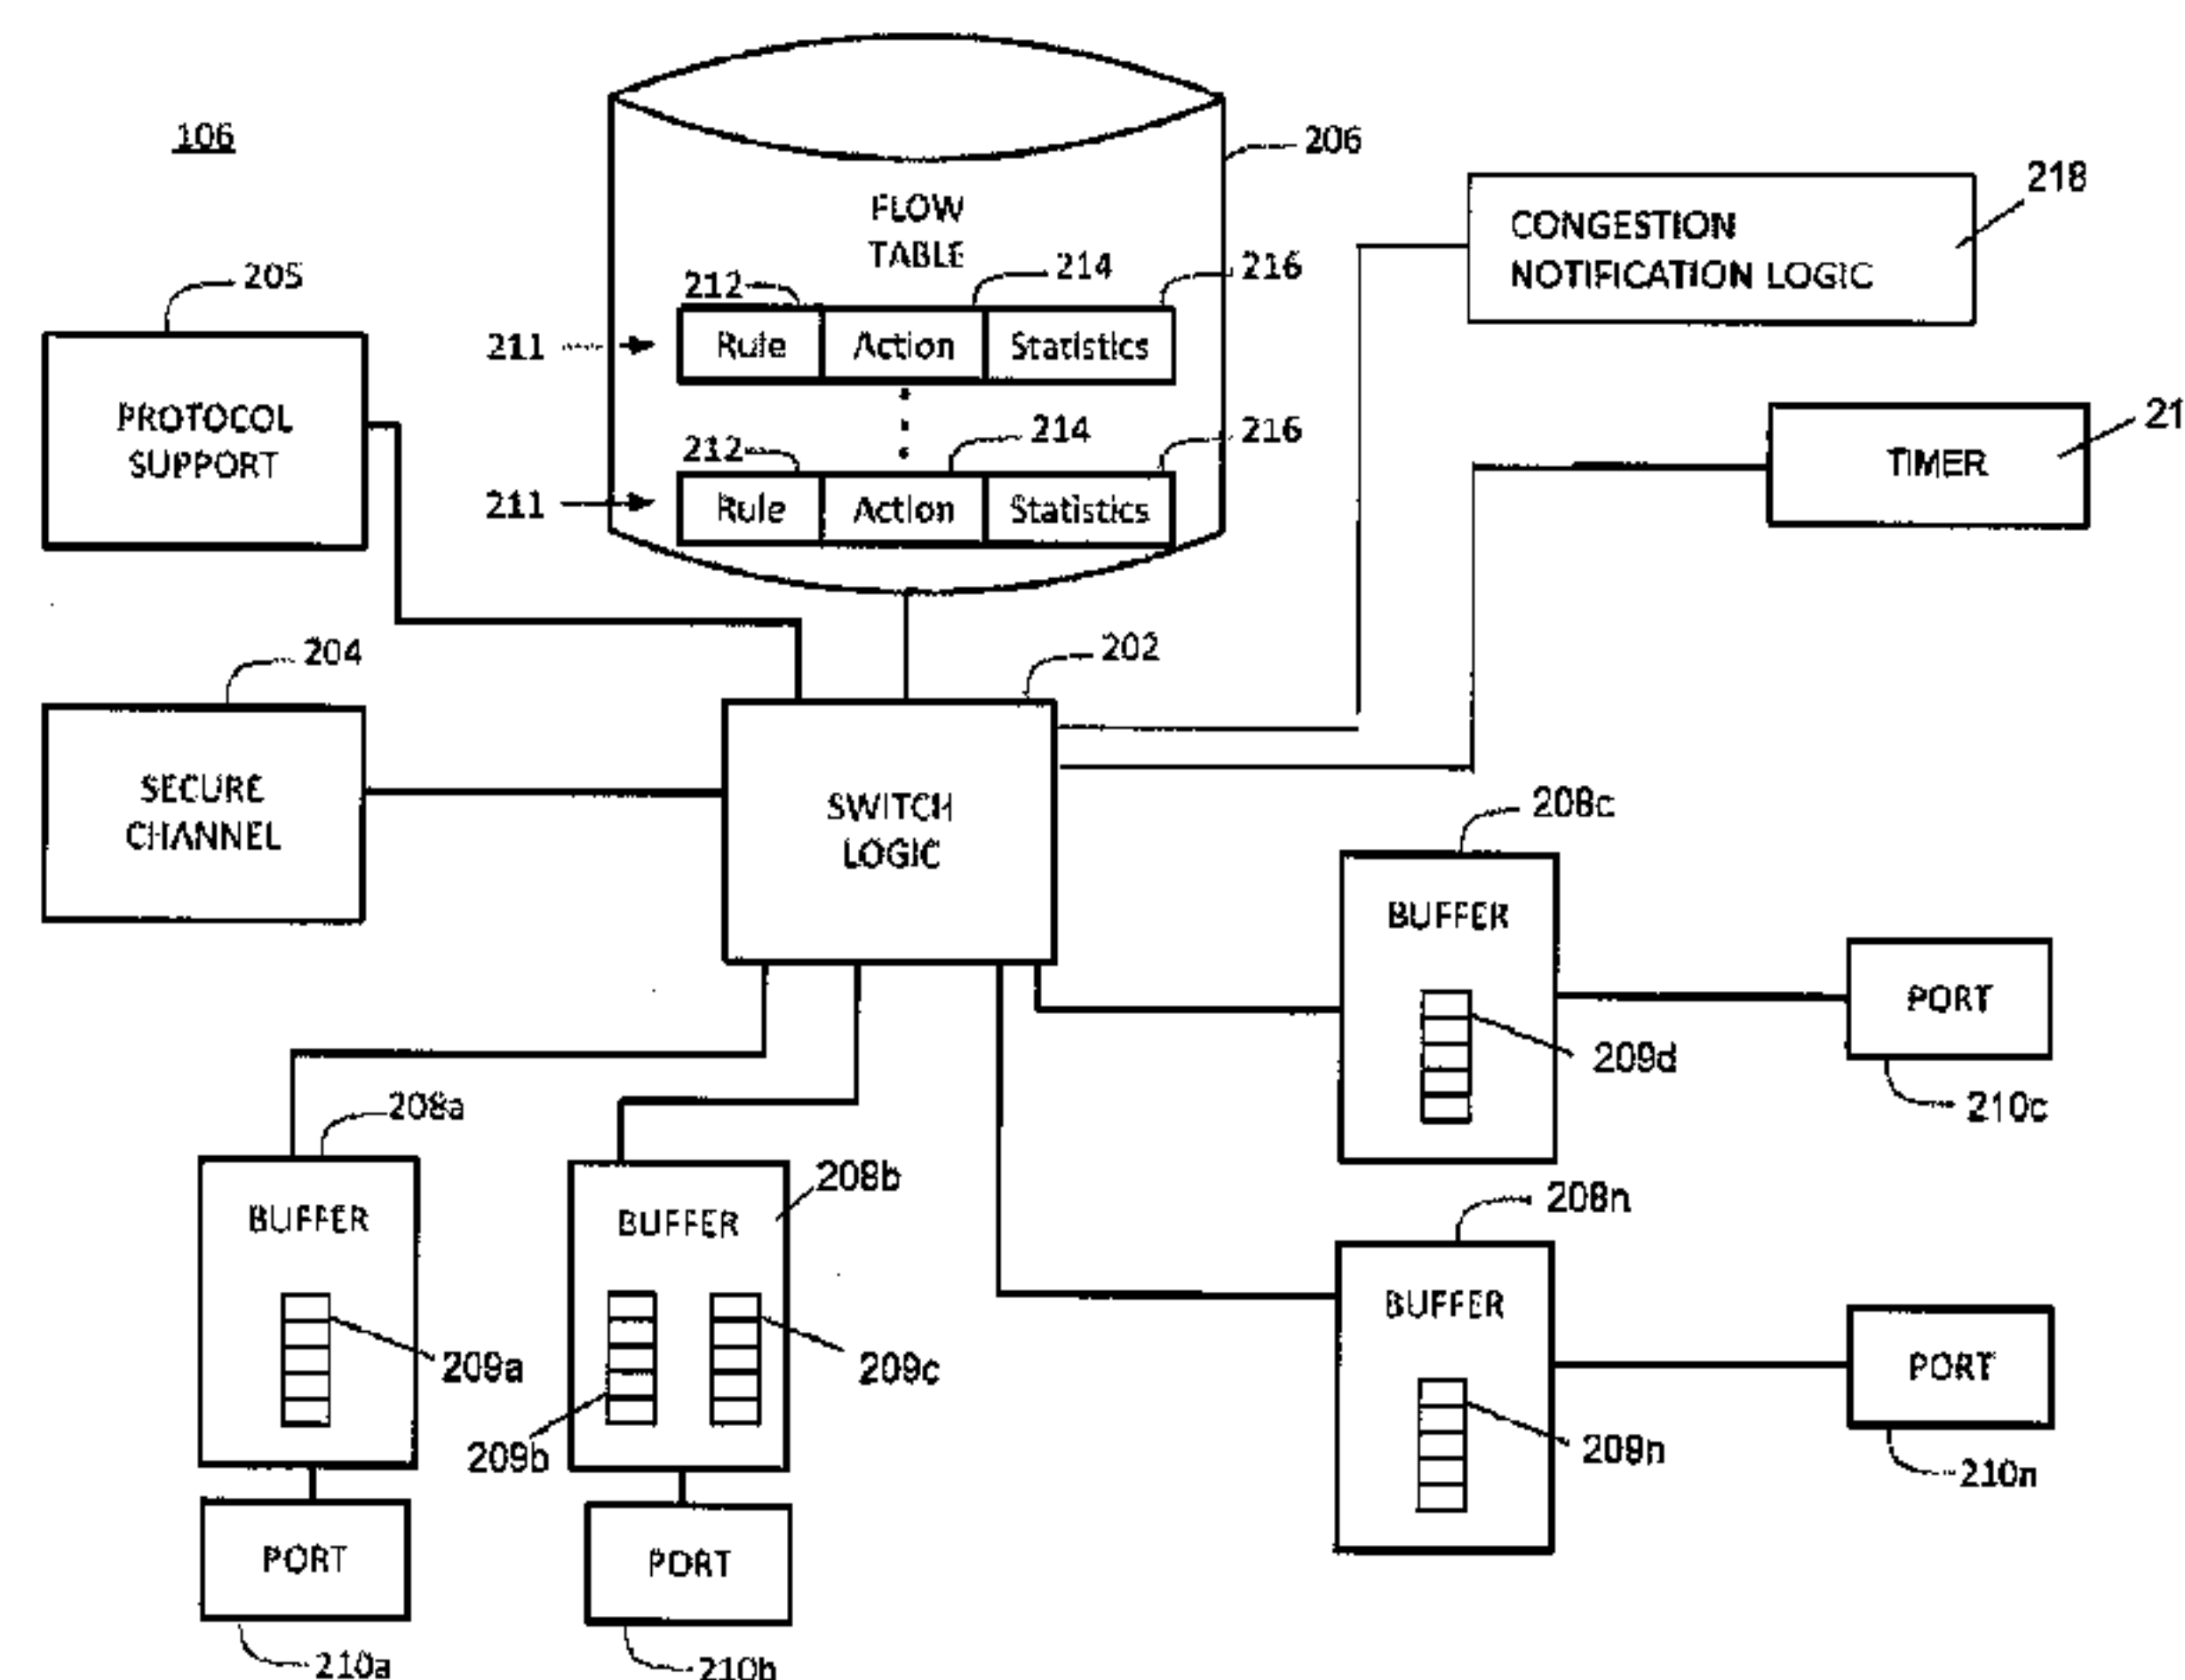 106
206
FLOW
TABLE
218
CONGESTION
NOTIFICATION LOGIC
205
212
214
216
211
Rule
Action
Statistics
PROTOCOL
SUPPORT
21
TIMER
212
214
216
211
Rule
Action
Statistics
204
202
SECURE
CHANNEL
SWITCH
LOGIC
208c
BUFFER
PORT
209d
210c
208a
208b
208n
BUFFER
BUFFER
BUFFER
209a
209c
PORT
209b
209n
210n
PORT
PORT
210a
210b